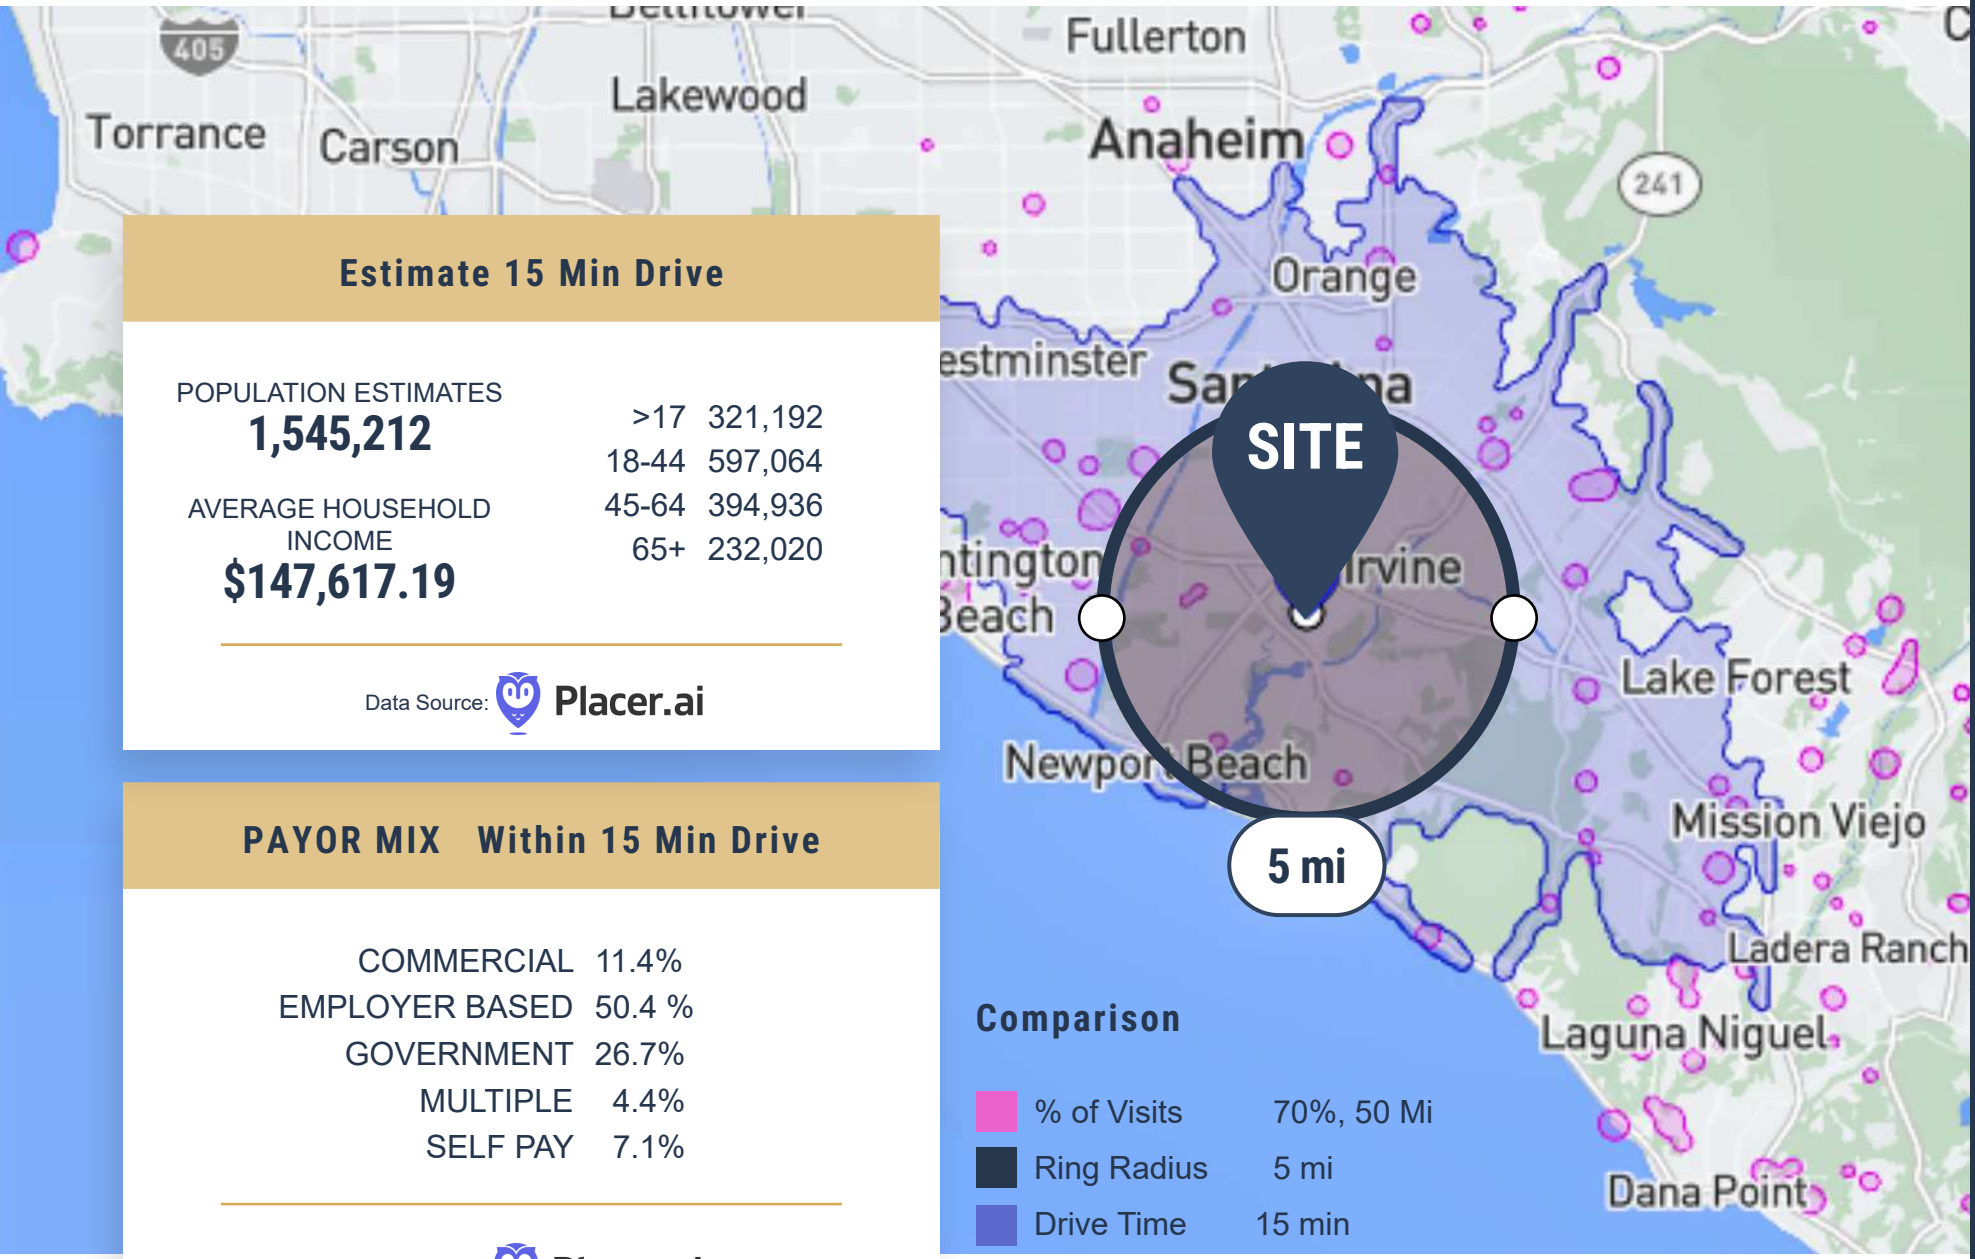 Bellflower
405
Fullerton
Lakewood
Torrance
Carson
Anaheim
241
Estimate 15 Min Drive
POPULATION ESTIMATES
1,545,212
AVERAGE HOUSEHOLD
INCOME
$147,617.19
>17 321,192
18-44 597,064
45-64 394,936
65+ 232,020
Data Source: Placer.ai
Orange
estminster
SITE
ntington
Beach
Irvine
Lake Forest
Newport Beach
5 mi
Mission Viejo
Ladera Ranch
Laguna Niguel
Dana Point
PAYOR MIX Within 15 Min Drive
COMMERCIAL 11.4%
EMPLOYER BASED 50.4 %
GOVERNMENT 26.7%
MULTIPLE 4.4%
SELF PAY 7.1%
Comparison
% of Visits 70%, 50 Mi
Ring Radius 5 mi
Drive Time 15 min